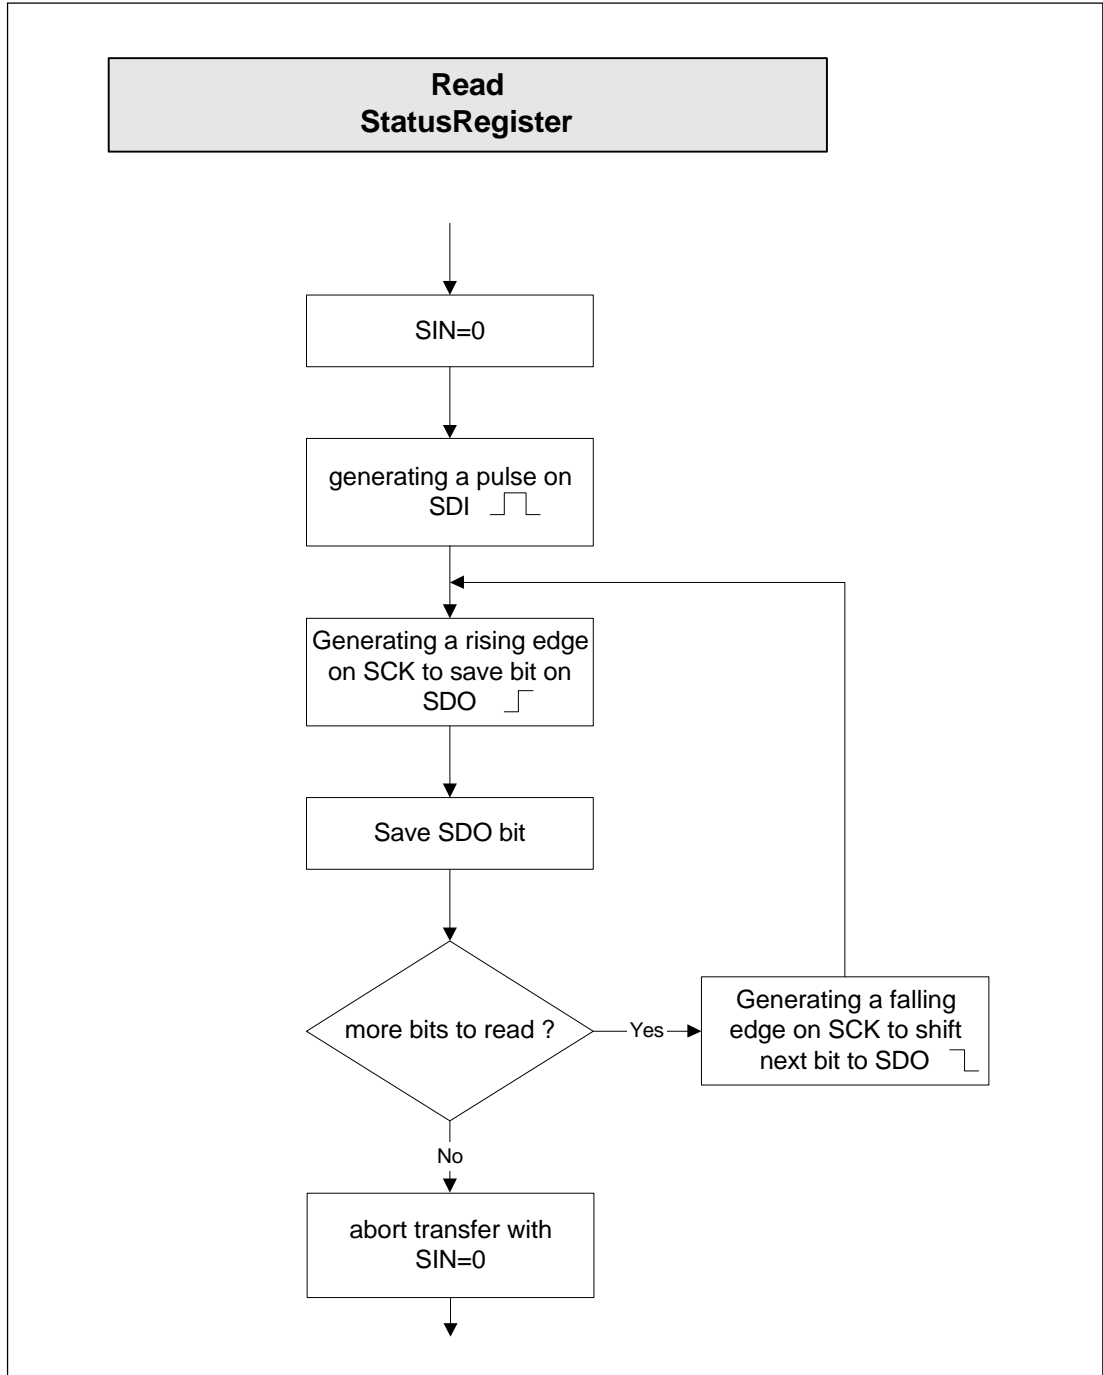 Read
StatusRegister
SIN=0
generating a pulse on
SDI
Generating a rising edge
on SCK to save bit on
SDO
Save SDO bit
more bits to read ?
Yes
Generating a falling
edge on SCK to shift
next bit to SDO
No
abort transfer with
SIN=0